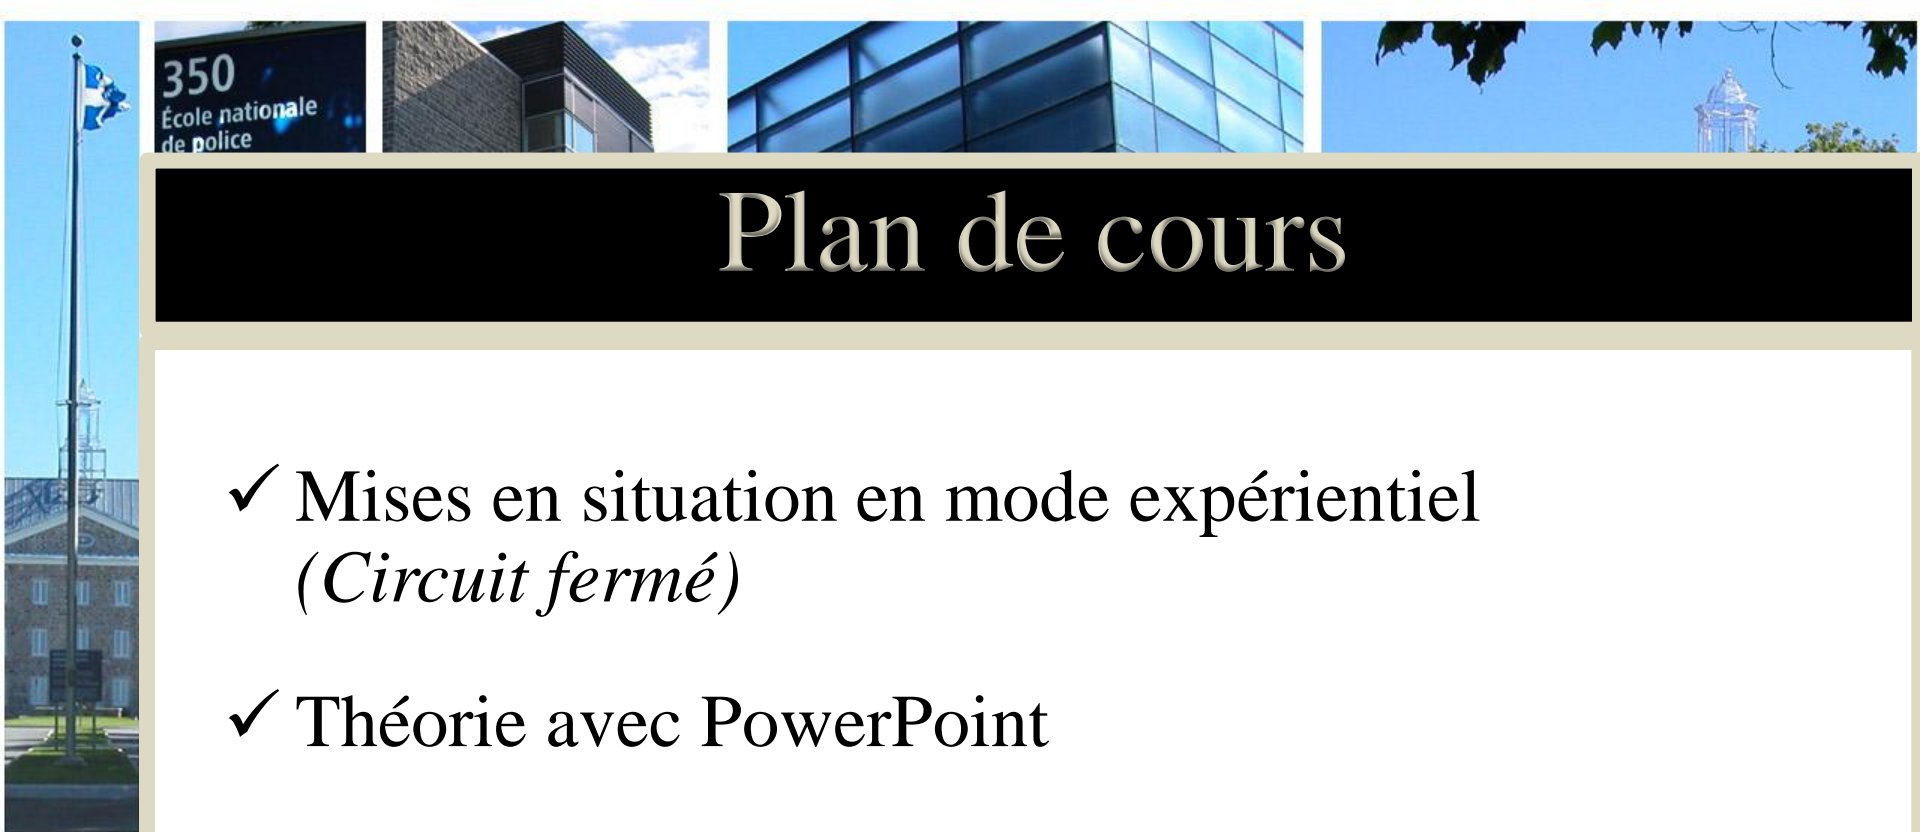 350
École nationale
de police
Plan de cours
✓ Mises en situation en mode expérientiel
(Circuit fermé)
✓ Théorie avec PowerPoint